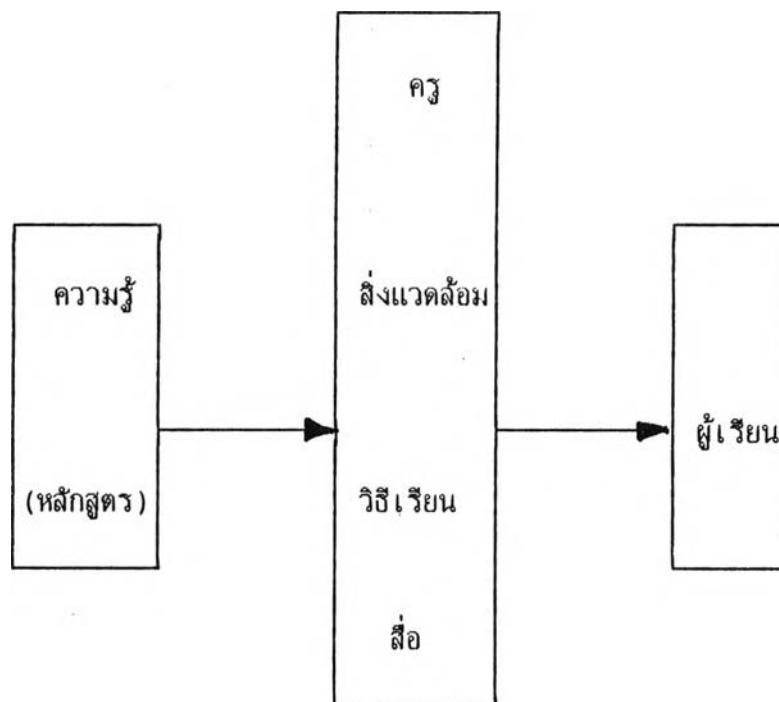 ความรู้
(หลักสูตร)
ครู
สิ่งแวดล้อม
วิธีเรียน
สื่อ
ผู้เรียน